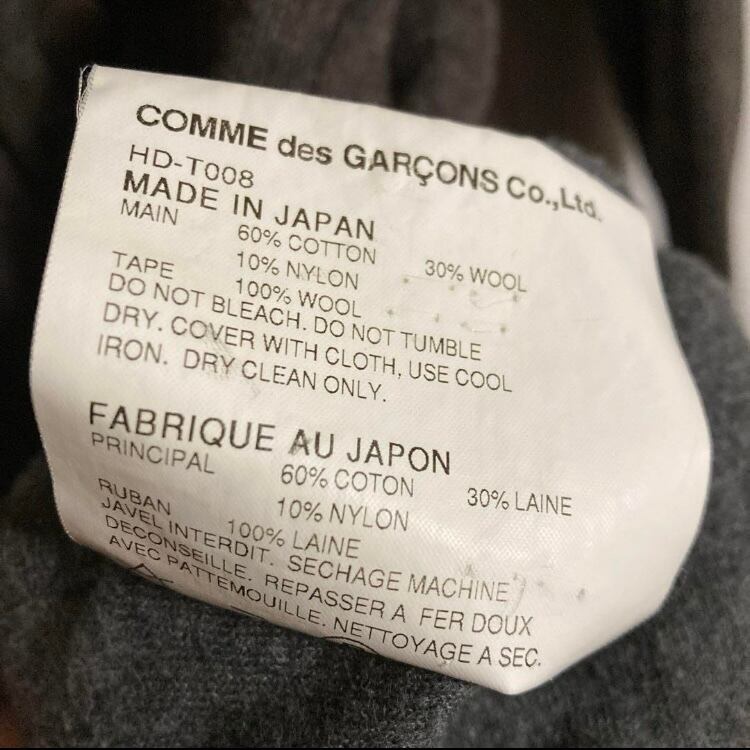 COMME des GARÇONS Co.,Ltd.
HD-T008
MADE IN JAPAN
MAIN 60% COTTON 30% WOOL
10% NYLON
TAPE 100% WOOL
DO NOT BLEACH. DO NOT TUMBLE
DRY. COVER WITH CLOTH, USE COOL
IRON. DRY CLEAN ONLY.
FABRIQUE AU JAPON
PRINCIPAL 60% COTON 30% LAINE
10% NYLON
RUBAN 100% LAINE
JAVEL INTERDIT. SECHAGE MACHINE
DECONSEILLE. REPASSER A FER DOUX
AVEC PATTEMOUILLE. NETTOYAGE A SEC.